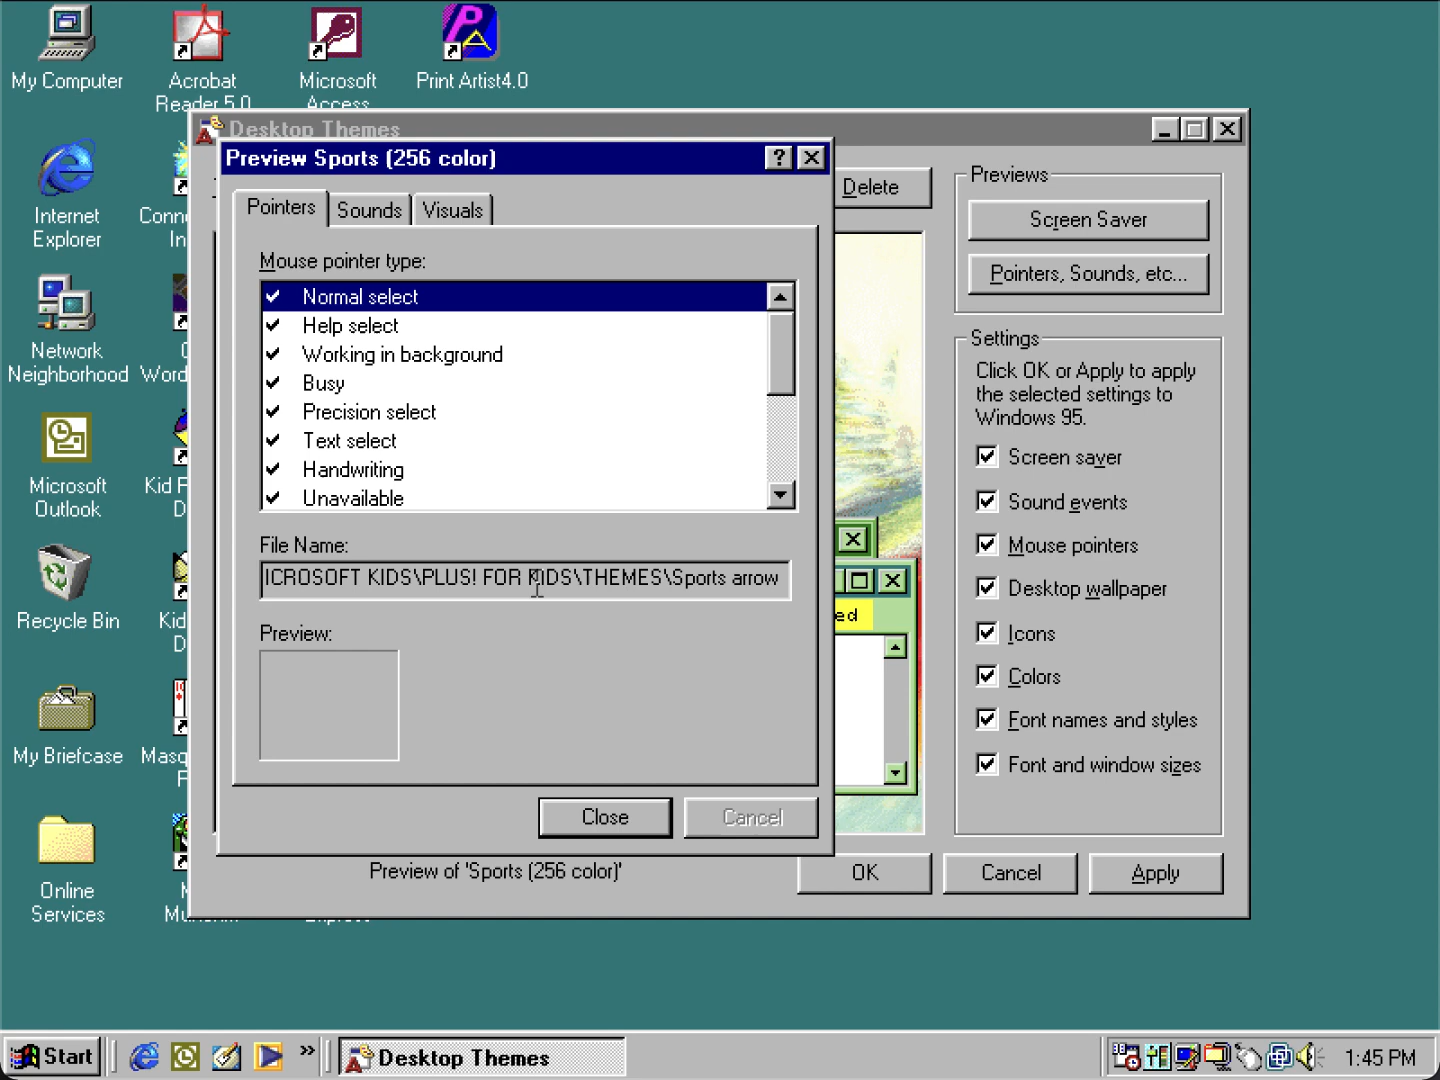 My Computer
Acrobat
Reader 5.0
Microsoft
Access
Print Artist4.0
Internet
Explorer
Network
Neighborhood
Microsoft
Outlook
Kid
Recycle Bin
Kid
My Briefcase
Online
Services
Desktop Themes
Delete
Previews
Screen Saver
Pointers, Sounds, etc...
Settings
Click OK or Apply to apply
the selected settings to
Windows 95.
Screen saver
Sound events
Mouse pointers
Desktop wallpaper
Icons
Colors
Font names and styles
Font and window sizes
Preview Sports (256 color)
Pointers
Sounds
Visuals
Mouse pointer type:
Normal select
Help select
Working in background
Busy
Precision select
Text select
Handwriting
Unavailable
File Name:
ICROSOFT KIDS\PLUS! FOR KIDS\THEMES\Sports arrow
Preview:
Close
Cancel
Preview of 'Sports (256 color)'
OK
Cancel
Apply
Start
»
Desktop Themes
1:45 PM